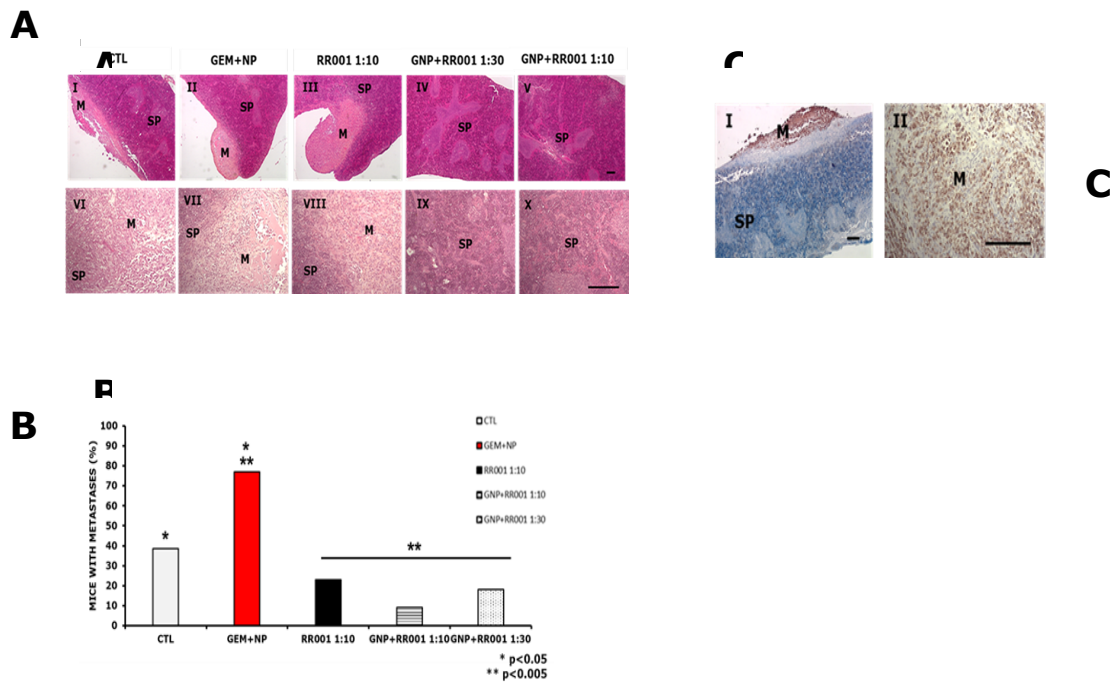 A
CTL GEM+NP RR001 1:10 GNP+RR001 1:30 GNP+RR001 1:10
I II III IV V
M SP SP M SP M SP SP
VI VII VIII IX X
M SP SP M M SP SP SP
C
I II
M SP M
B
MICE WITH METASTASES (%)
100
90
80
70
60
50
40
30
20
10
0
*
*
**
**
CTL
GEM+NP
RR001 1:10
GNP+RR001 1:10
GNP+RR001 1:30
CTL GEM+NP RR001 1:10 GNP+RR001 1:10 GNP+RR001 1:30
* p<0.05
** p<0.005